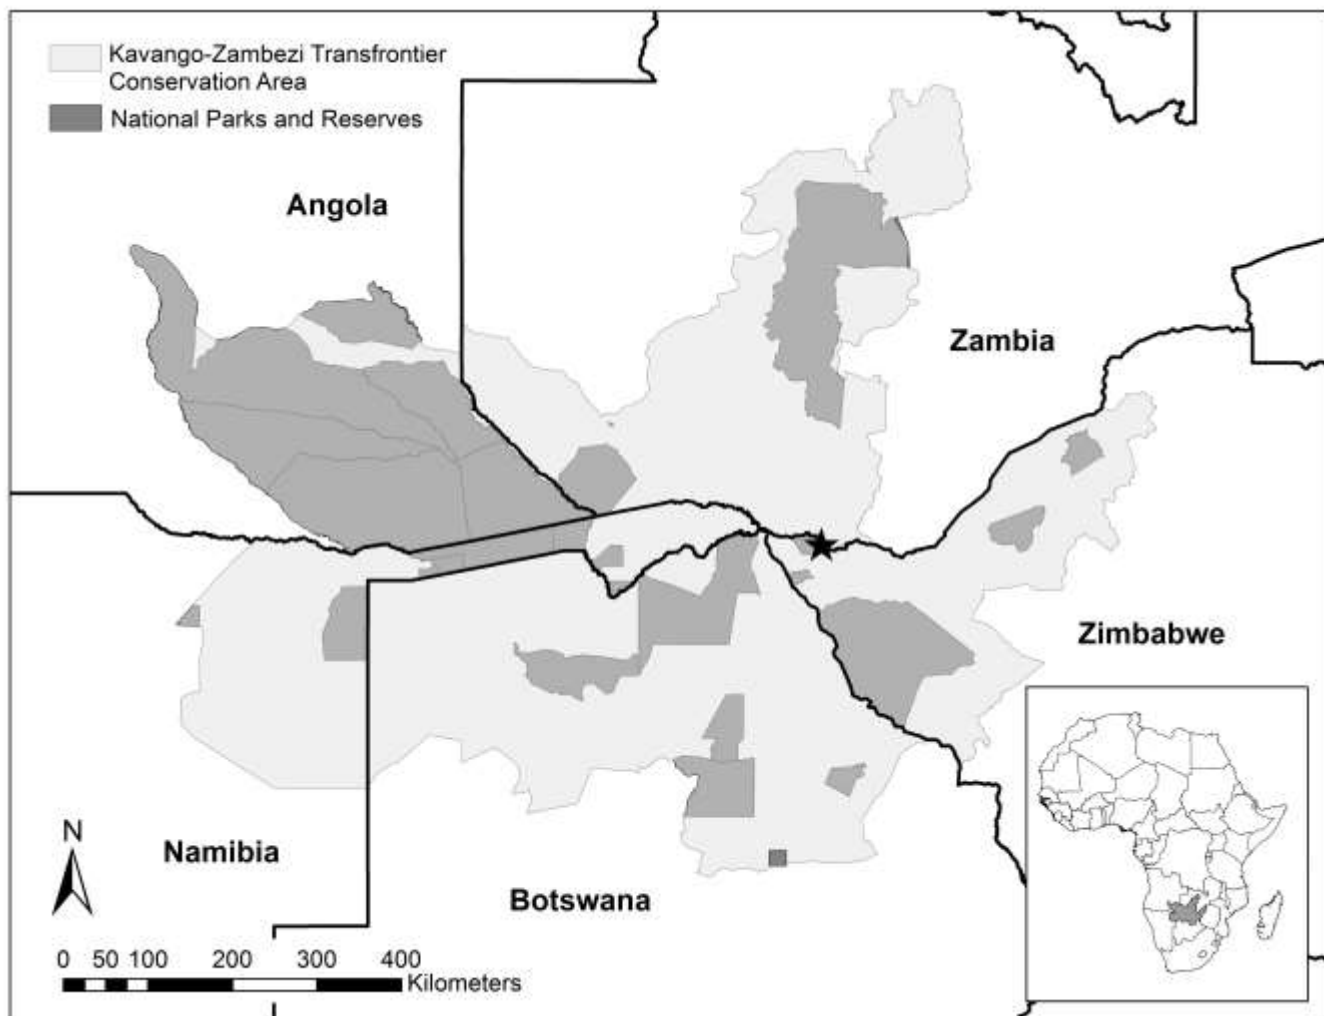 Kavango-Zambezi Transfrontier
Conservation Area
National Parks and Reserves
Angola
Zambia
Zimbabwe
Namibia
Botswana
N
0 50 100 200 300 400
Kilometers